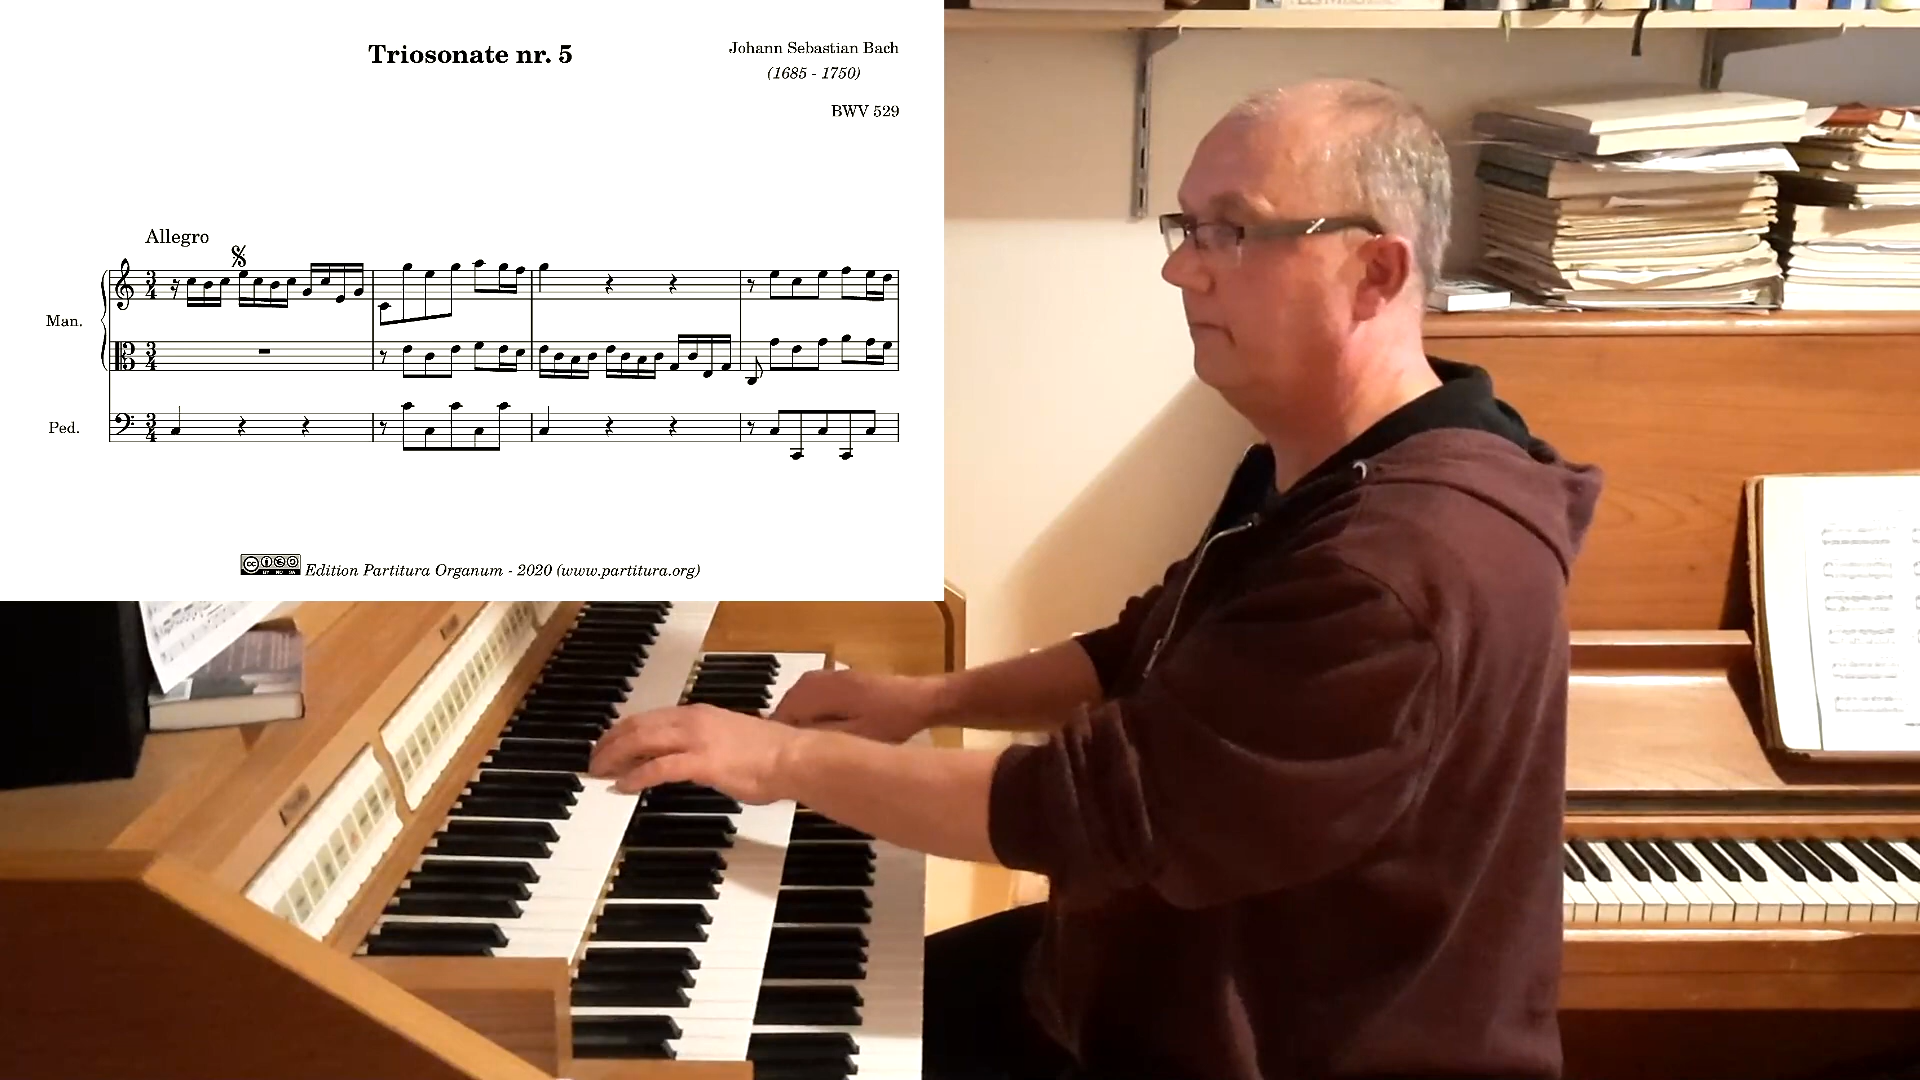 Triosonate nr. 5
Johann Sebastian Bach
(1685 - 1750)
BWV 529
Allegro
Man.
Ped.
Edition Partitura Organum - 2020 (www.partitura.org)